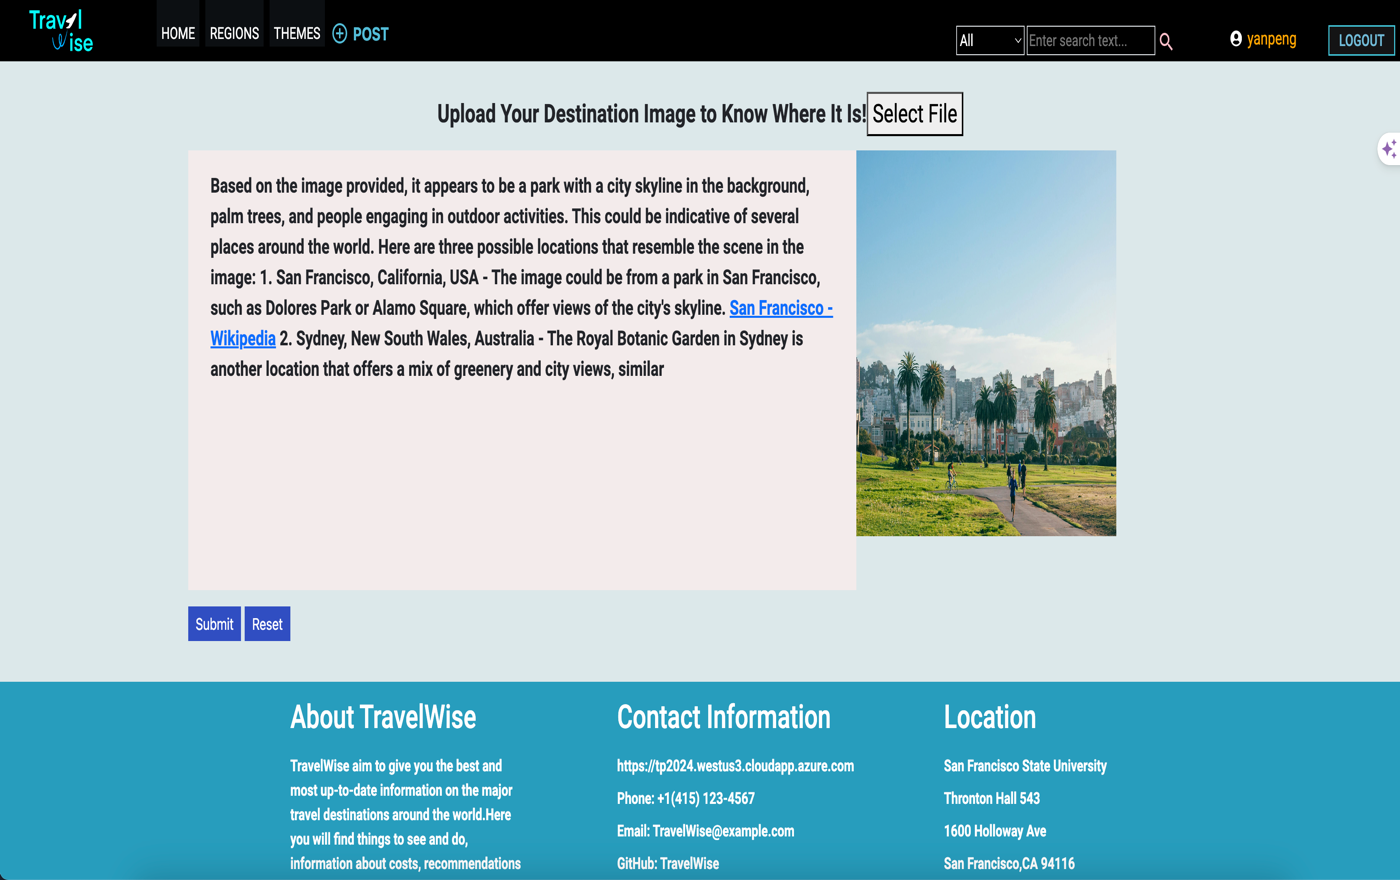 Travel
Wise
HOME
REGIONS
THEMES
POST
All
Enter search text...
yanpeng
LOGOUT
Upload Your Destination Image to Know Where It Is!
Select File
Based on the image provided, it appears to be a park with a city skyline in the background,
palm trees, and people engaging in outdoor activities. This could be indicative of several
places around the world. Here are three possible locations that resemble the scene in the
image: 1. San Francisco, California, USA - The image could be from a park in San Francisco,
such as Dolores Park or Alamo Square, which offer views of the city's skyline. San Francisco -
Wikipedia 2. Sydney, New South Wales, Australia - The Royal Botanic Garden in Sydney is
another location that offers a mix of greenery and city views, similar
Submit
Reset
About TravelWise
TravelWise aim to give you the best and
most up-to-date information on the major
travel destinations around the world.Here
you will find things to see and do,
information about costs, recommendations
Contact Information
https://tp2024.westus3.cloudapp.azure.com
Phone: +1(415) 123-4567
Email: TravelWise@example.com
GitHub: TravelWise
Location
San Francisco State University
Thronton Hall 543
1600 Holloway Ave
San Francisco,CA 94116